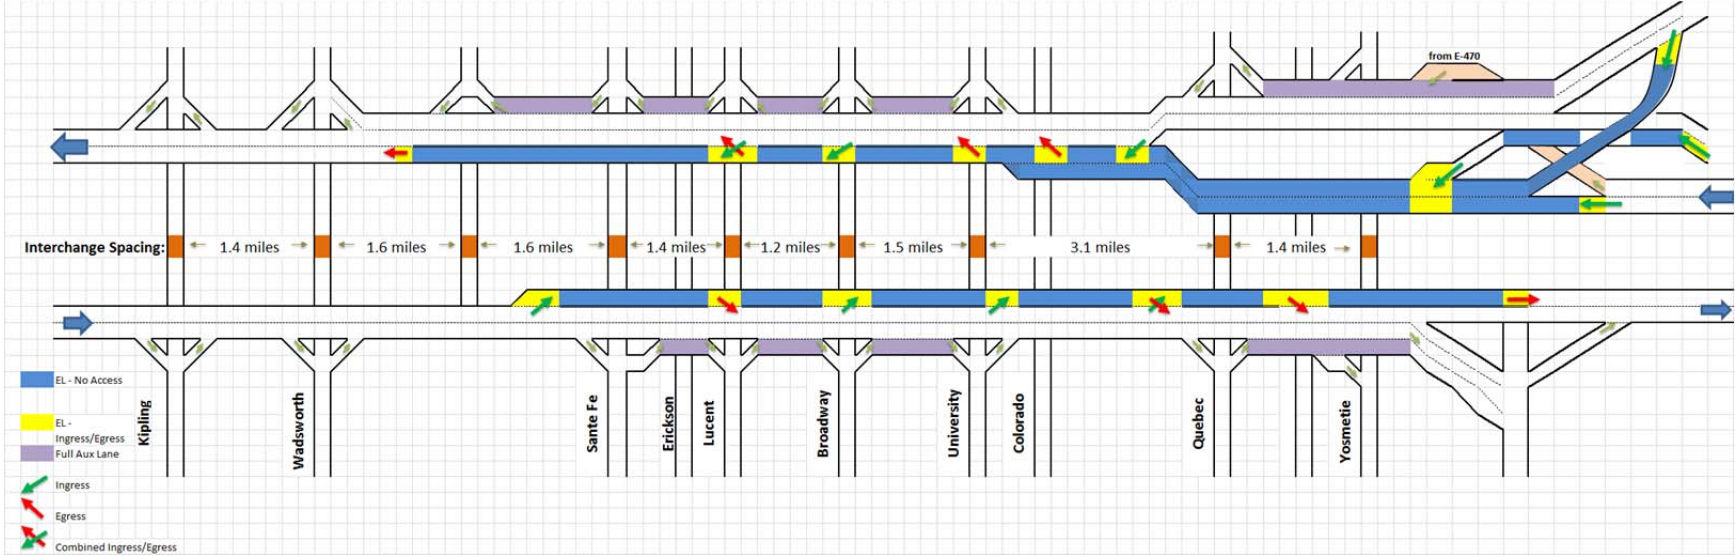 from E-470
Interchange Spacing:
1.4 miles
1.6 miles
1.6 miles
1.4 miles
1.2 miles
1.5 miles
3.1 miles
1.4 miles
EL - No Access
EL -
Ingress/Egress
Full Aux Lane
Ingress
Egress
Combined Ingress/Egress
Kipling
Wadsworth
Sante Fe
Erickson
Lucent
Broadway
University
Colorado
Quebec
Yosmetie